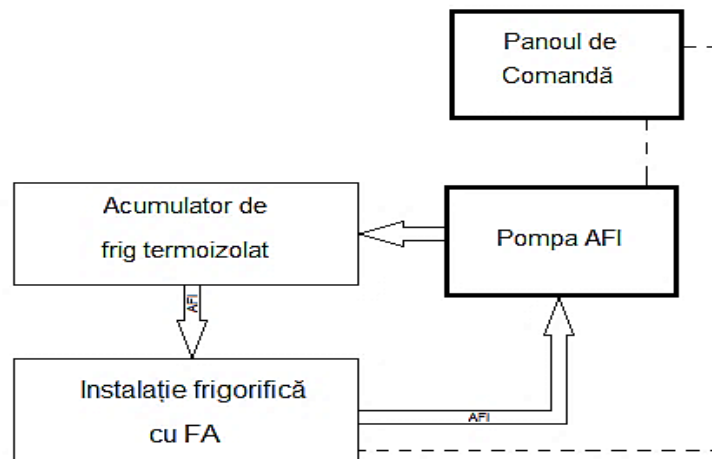 Panoul de
Comandă
Acumulator de
frig termoizolat
Pompa AFI
AFI
Instalație frigorifică
cu FA
AFI